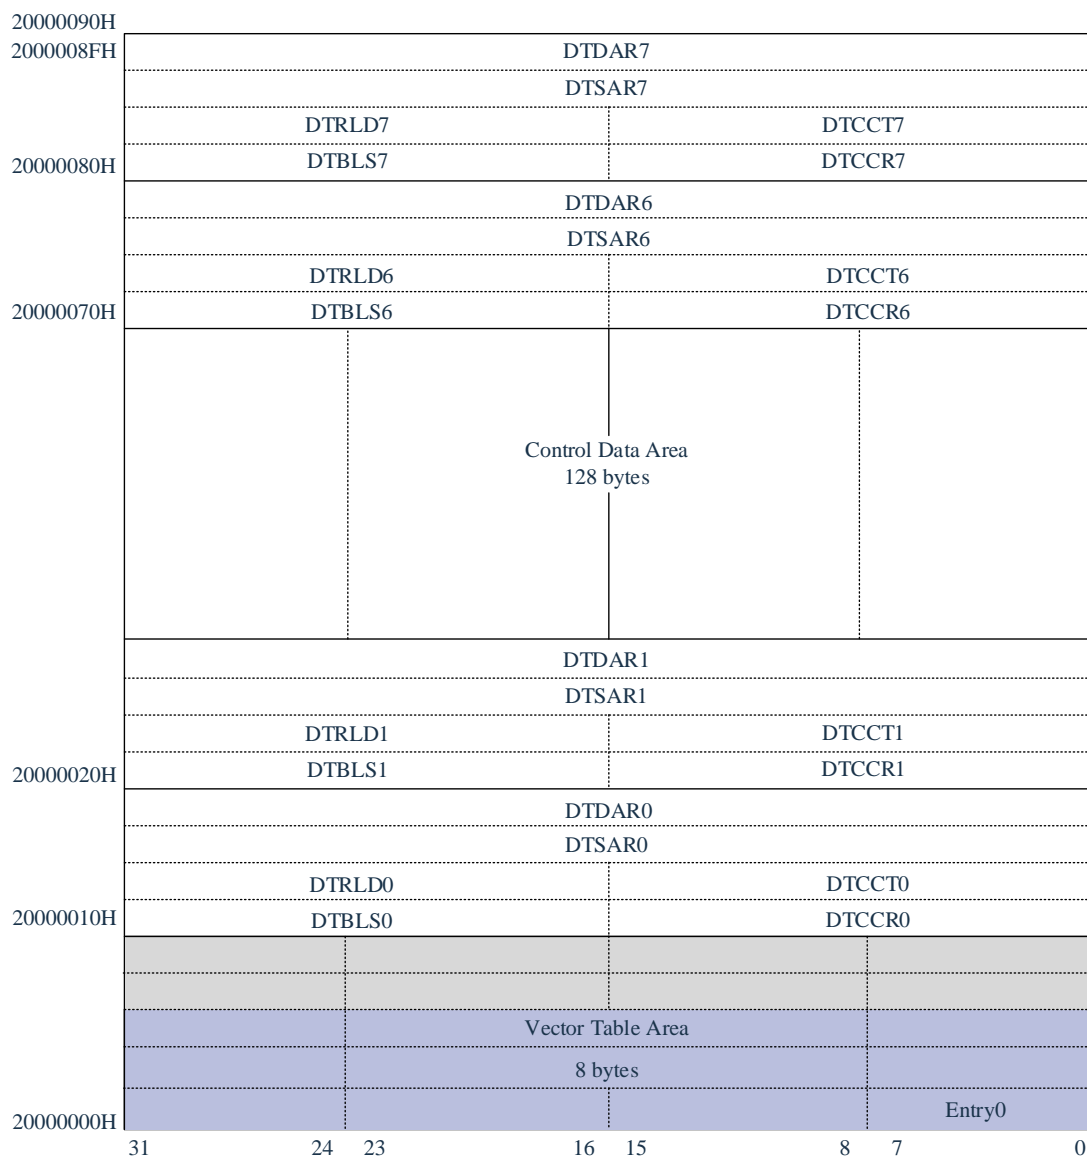 20000090H
2000008FH DTDAR7
DTSAR7
DTRLD7 DTCCT7
20000080H DTBLS7 DTCCR7
DTDAR6
DTSAR6
DTRLD6 DTCCT6
20000070H DTBLS6 DTCCR6
Control Data Area
128 bytes
DTDAR1
DTSAR1
DTRLD1 DTCCT1
20000020H DTBLS1 DTCCR1
DTDAR0
DTSAR0
DTRLD0 DTCCT0
20000010H DTBLS0 DTCCR0
Vector Table Area
8 bytes
20000000H Entry0
31 24 23 16 15 8 7 0